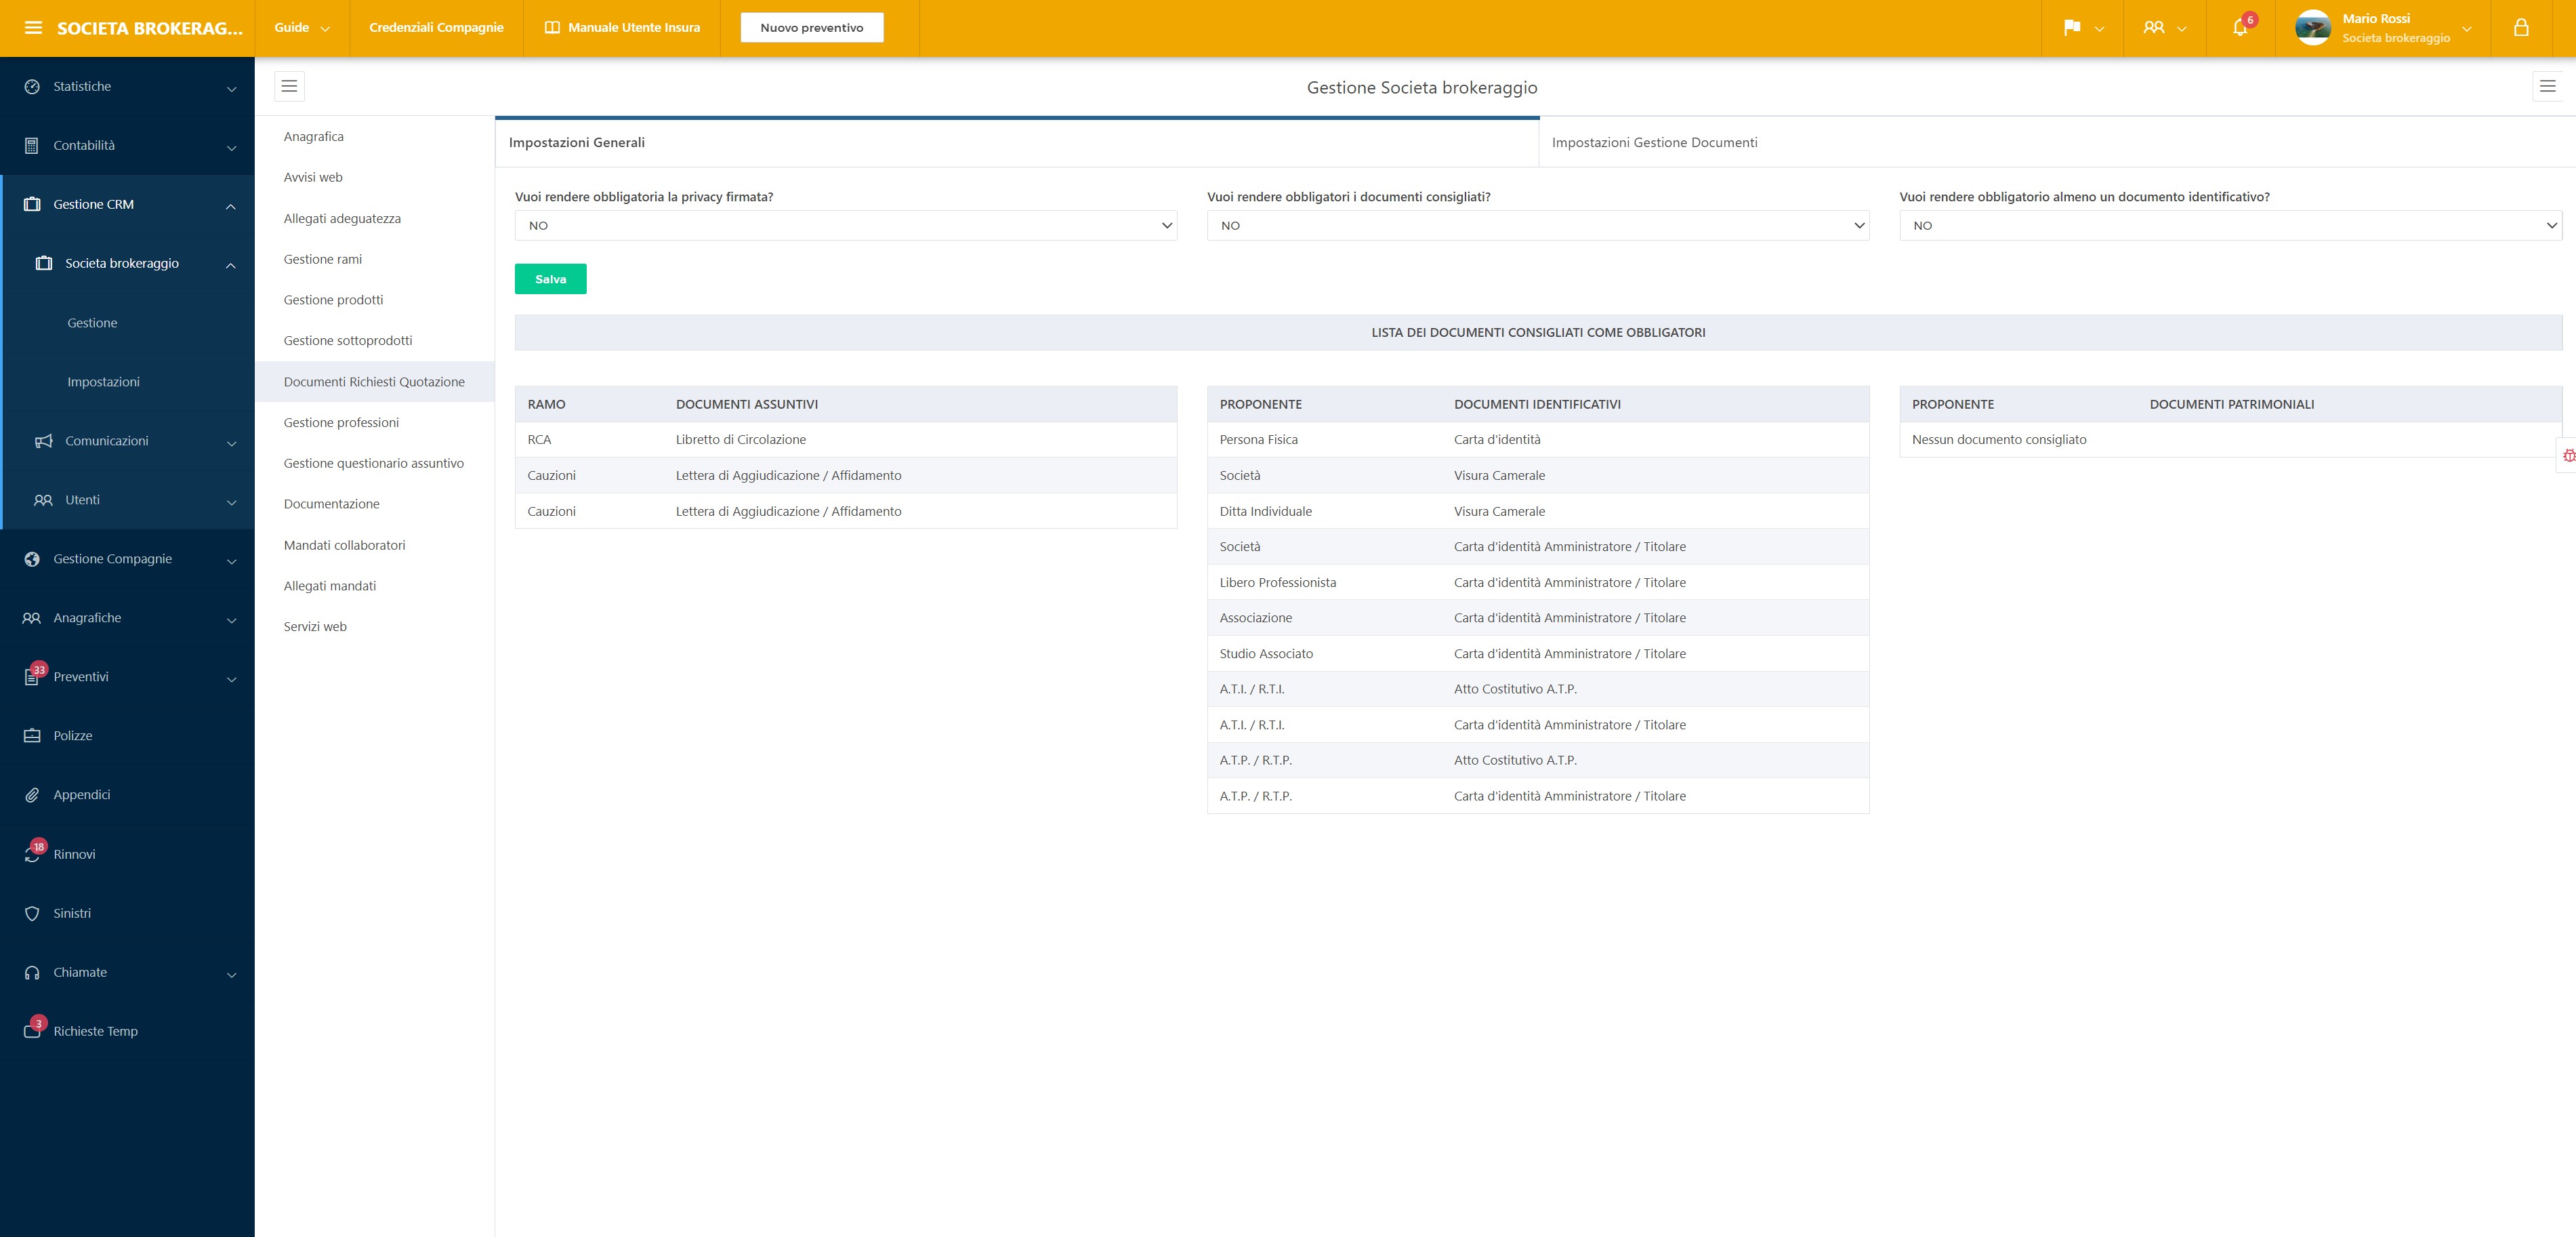 SOCIETA BROKERAG...
Guide
Credenziali Compagnie
Manuale Utente Insura
Nuovo preventivo
6
Mario Rossi
Societa brokeraggio
Statistiche
Contabilità
Gestione CRM
Societa brokeraggio
Gestione
Impostazioni
Comunicazioni
Utenti
Gestione Compagnie
Anagrafiche
33
Preventivi
Polizze
Appendici
18
Rinnovi
Sinistri
Chiamate
3
Richieste Temp
Gestione Societa brokeraggio
Anagrafica
Avvisi web
Allegati adeguatezza
Gestione rami
Gestione prodotti
Gestione sottoprodotti
Documenti Richiesti Quotazione
Gestione professioni
Gestione questionario assuntivo
Documentazione
Mandati collaboratori
Allegati mandati
Servizi web
Impostazioni Generali
Impostazioni Gestione Documenti
Vuoi rendere obbligatoria la privacy firmata?
NO
Vuoi rendere obbligatori i documenti consigliati?
NO
Vuoi rendere obbligatorio almeno un documento identificativo?
NO
Salva
LISTA DEI DOCUMENTI CONSIGLIATI COME OBBLIGATORI
RAMO DOCUMENTI ASSUNTIVI
RCA Libretto di Circolazione
Cauzioni Lettera di Aggiudicazione / Affidamento
Cauzioni Lettera di Aggiudicazione / Affidamento
PROPONENTE DOCUMENTI IDENTIFICATIVI
Persona Fisica Carta d'identità
Società Visura Camerale
Ditta Individuale Visura Camerale
Società Carta d'identità Amministratore / Titolare
Libero Professionista Carta d'identità Amministratore / Titolare
Associazione Carta d'identità Amministratore / Titolare
Studio Associato Carta d'identità Amministratore / Titolare
A.T.I. / R.T.I. Atto Costitutivo A.T.P.
A.T.I. / R.T.I. Carta d'identità Amministratore / Titolare
A.T.P. / R.T.P. Atto Costitutivo A.T.P.
A.T.P. / R.T.P. Carta d'identità Amministratore / Titolare
PROPONENTE DOCUMENTI PATRIMONIALI
Nessun documento consigliato